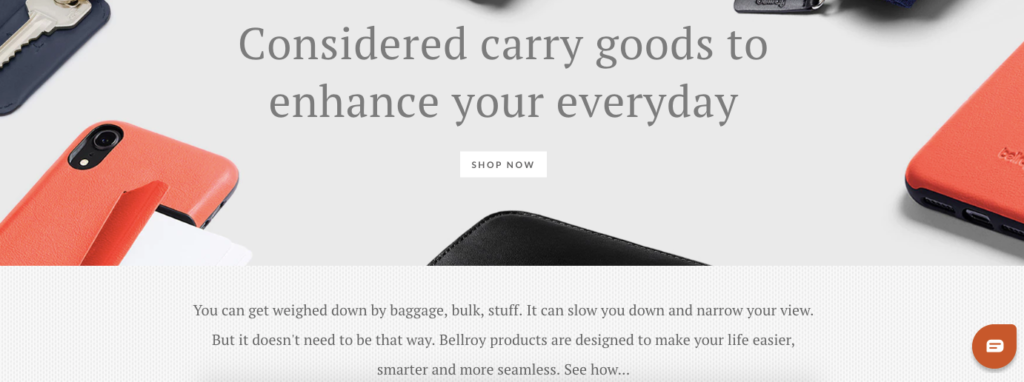 Considered carry goods to
enhance your everyday
SHOP NOW
You can get weighed down by baggage, bulk, stuff. It can slow you down and narrow your view.
But it doesn't need to be that way. Bellroy products are designed to make your life easier,
smarter and more seamless. See how...